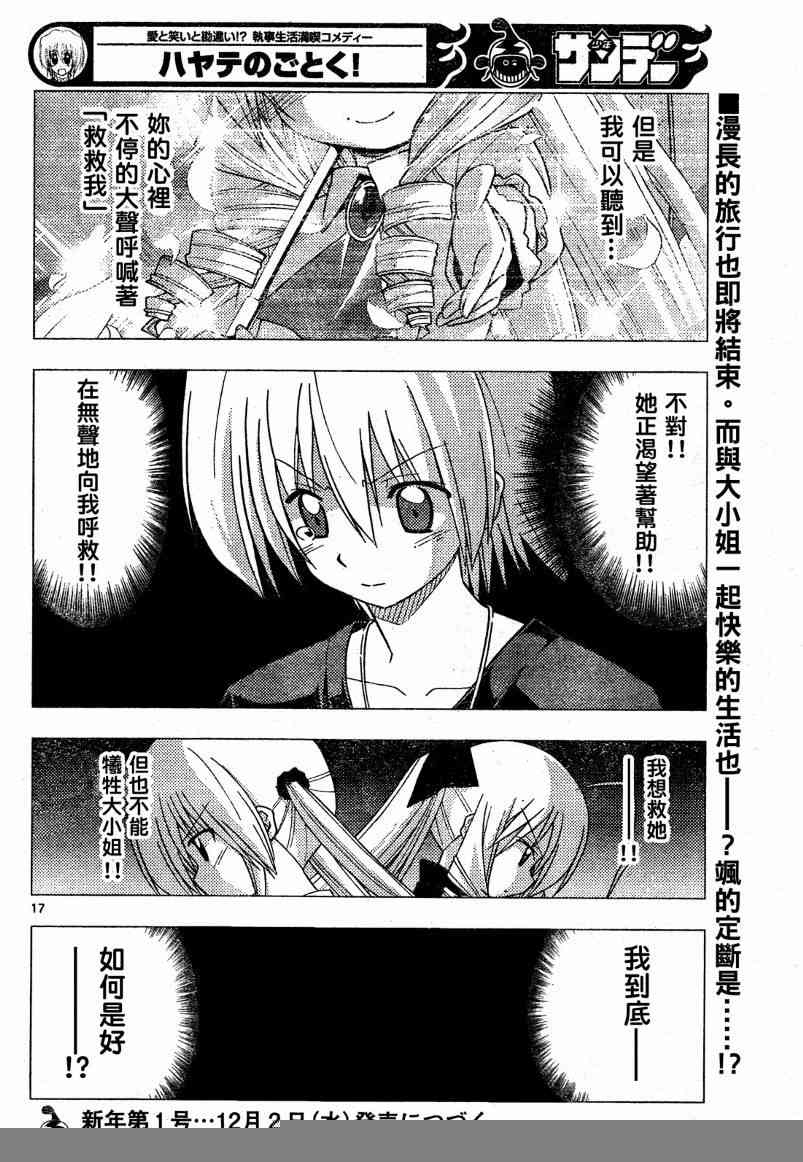 愛と笑いと勘違い!? 執事生活満喫コメディー
ハヤテのごとく!
少年
サンデー
但是
我可以聽到…
妳的心裡
不停的大聲呼喊著
「救救我」
■漫長的旅行也即將結束。而與大小姐一起快樂的生活也——？颯的定斷是……!?
不對!!
她正渴望著幫助!!
在無聲地向我呼救!!
我想救她
——!!
但也不能
犧牲大小姐!!
17
我到底——
如何是好
——!?
新年第1号…12月2日(水)発売につづく